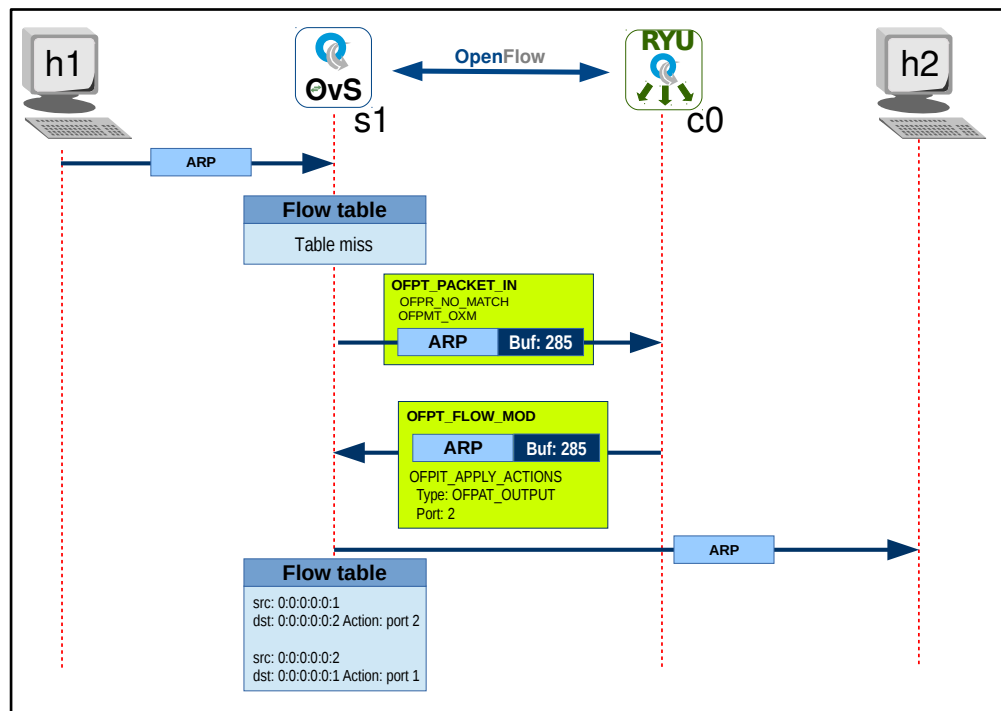 h1
OvS
s1
OpenFlow
RYU
c0
h2
ARP
Flow table
Table miss
OFPT_PACKET_IN
OFPR_NO_MATCH
OFPMT_OXM
ARP Buf: 285
OFPT_FLOW_MOD
ARP Buf: 285
OFPIT_APPLY_ACTIONS
Type: OFPAT_OUTPUT
Port: 2
ARP
Flow table
src: 0:0:0:0:0:1
dst: 0:0:0:0:0:2 Action: port 2
src: 0:0:0:0:0:2
dst: 0:0:0:0:0:1 Action: port 1